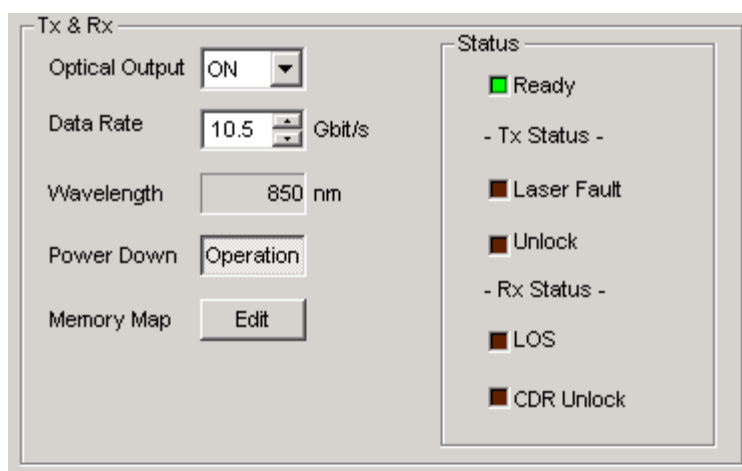 Tx & Rx
Optical Output ON
Data Rate 10.5 Gbit/s
Wavelength 850 nm
Power Down Operation
Memory Map Edit
Status
Ready
- Tx Status -
Laser Fault
Unlock
- Rx Status -
LOS
CDR Unlock